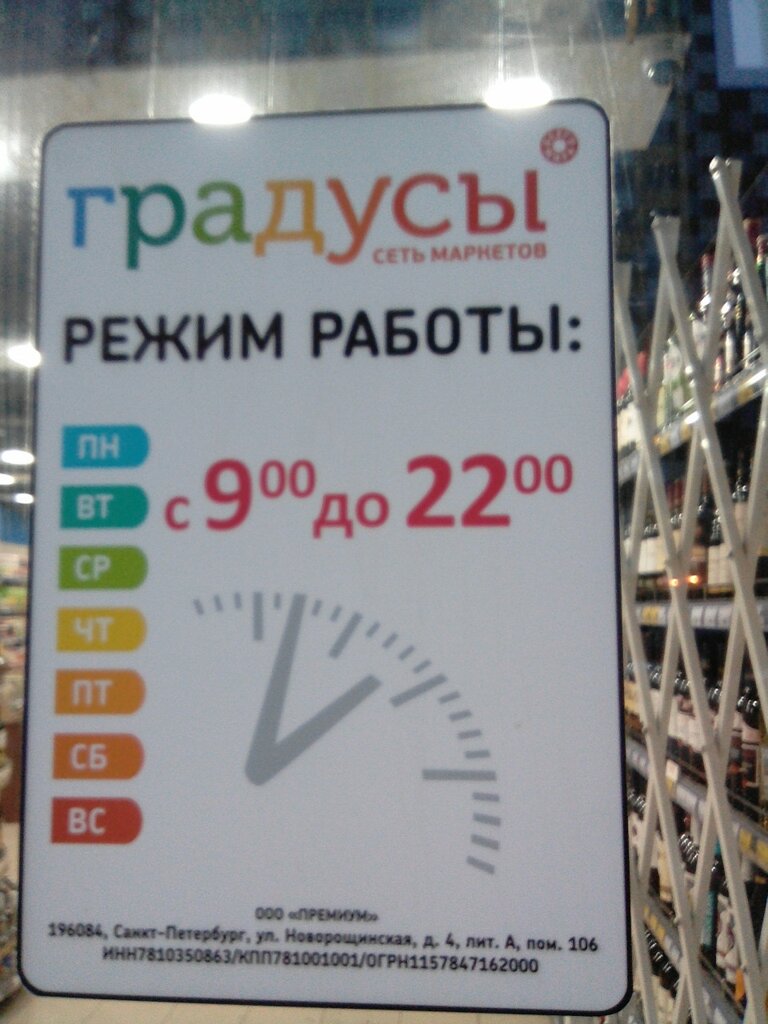 градусы
СЕТЬ МАРКЕТОВ
РЕЖИМ РАБОТЫ:
ПН
ВТ
с 9⁰⁰ до 22⁰⁰
СР
ЧТ
ПТ
СБ
ВС
ООО «ПРЕМИУМ»
196084, Санкт-Петербург, ул. Новорощинская, д. 4, лит. А, пом. 106
ИНН7810350863/КПП781001001/ОГРН1157847162000